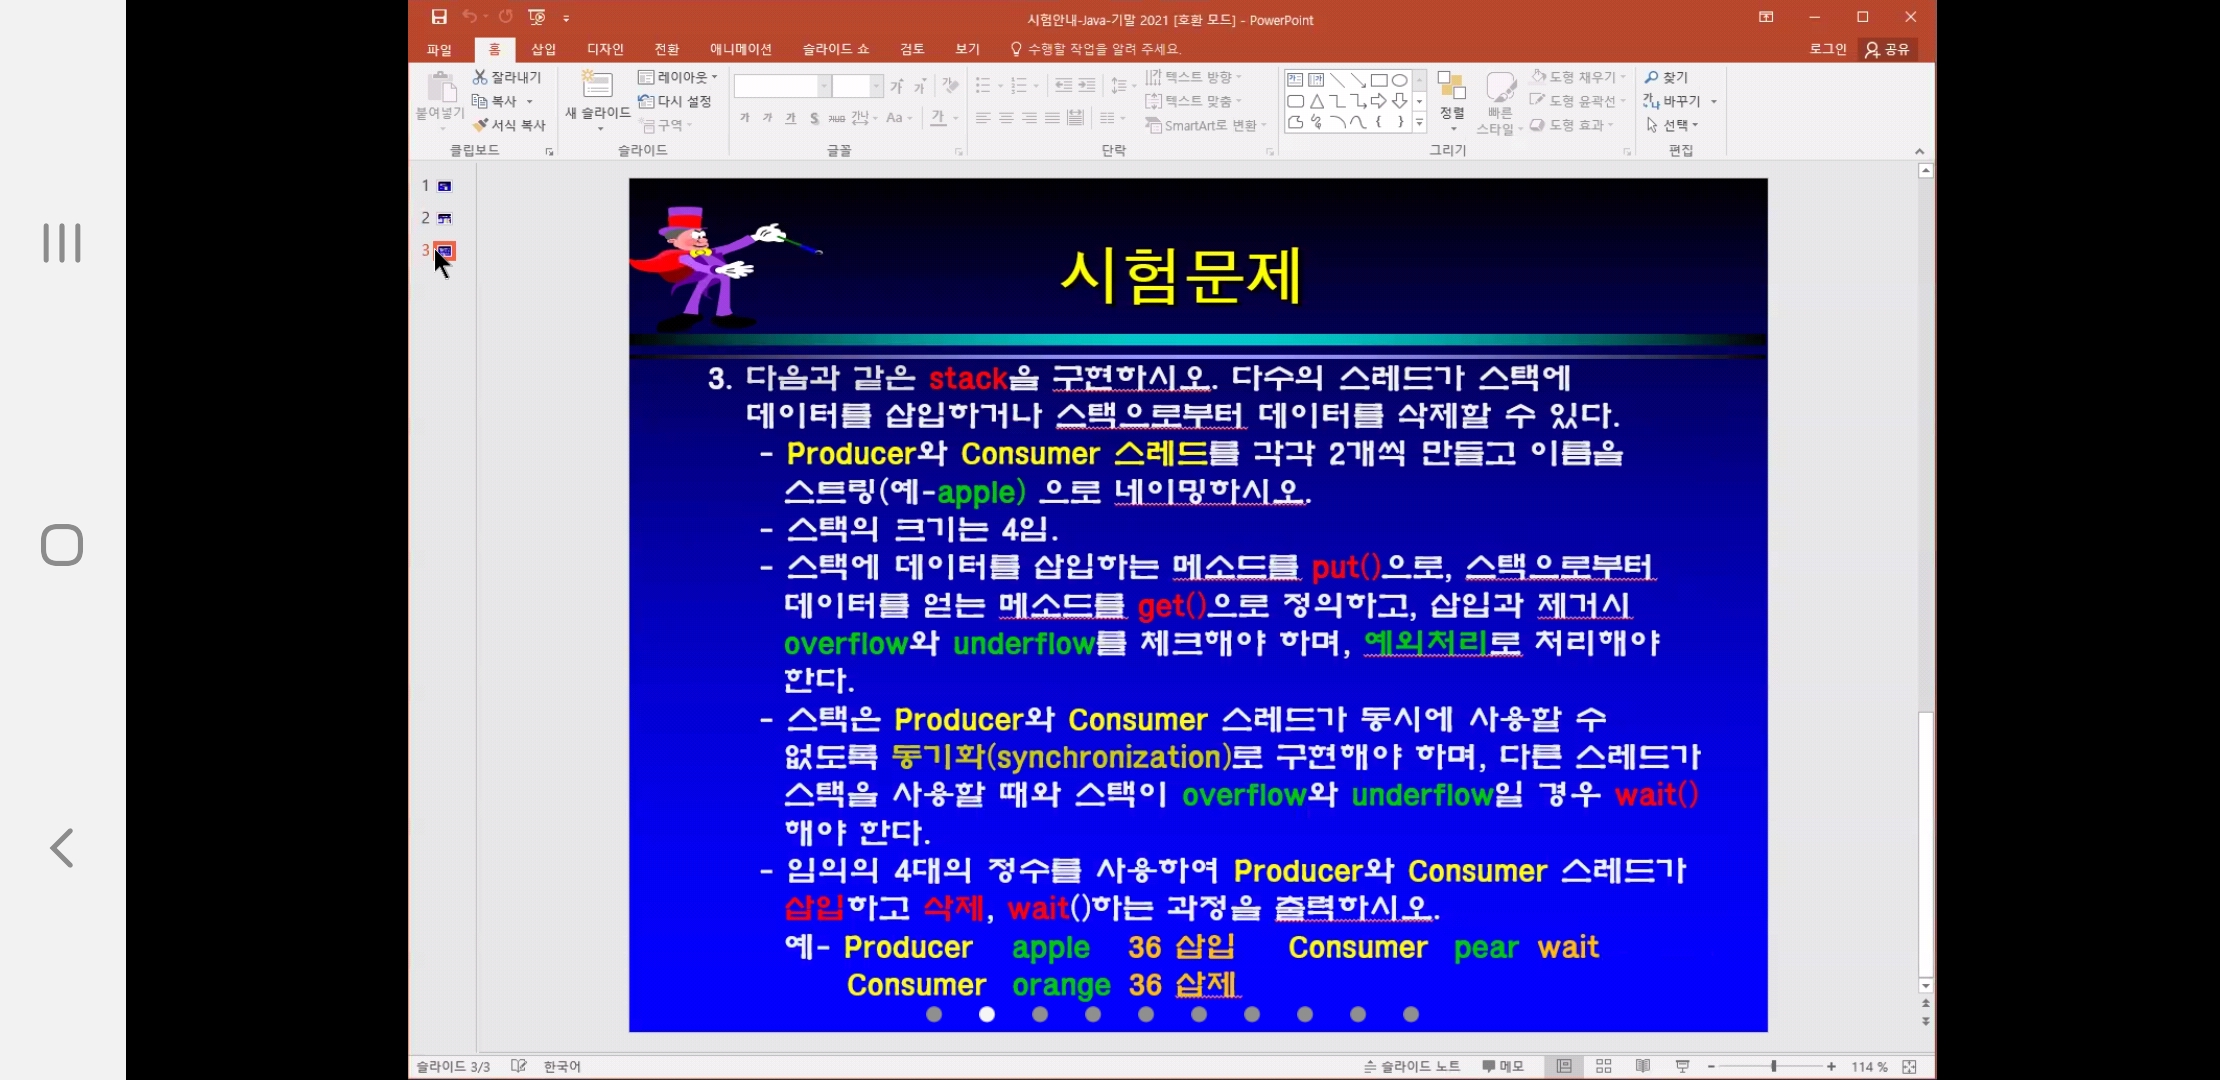 시험안내-Java-기말 2021 [호환 모드] - PowerPoint
파일 홈 삽입 디자인 전환 애니메이션 슬라이드 쇼 검토 보기 수행할 작업을 알려 주세요. 로그인 공유
붙여넣기
잘라내기
복사
서식 복사
클립보드
새 슬라이드
레이아웃
다시 설정
구역
슬라이드
가 가 가 S abc 간낫 Aa 가
글꼴
텍스트 방향
텍스트 맞춤
SmartArt로 변환
단락
정렬
빠른
스타일
도형 채우기
도형 윤곽선
도형 효과
그리기
찾기
바꾸기
선택
편집
1
2
3
시험문제
3. 다음과 같은 stack을 구현하시오. 다수의 스레드가 스택에
데이터를 삽입하거나 스택으로부터 데이터를 삭제할 수 있다.
- Producer와 Consumer 스레드를 각각 2개씩 만들고 이름을
스트링(예-apple) 으로 네이밍하시오.
- 스택의 크기는 4임.
- 스택에 데이터를 삽입하는 메소드를 put()으로, 스택으로부터
데이터를 얻는 메소드를 get()으로 정의하고, 삽입과 제거시
overflow와 underflow를 체크해야 하며, 예외처리로 처리해야
한다.
- 스택은 Producer와 Consumer 스레드가 동시에 사용할 수
없도록 동기화(synchronization)로 구현해야 하며, 다른 스레드가
스택을 사용할 때와 스택이 overflow와 underflow일 경우 wait()
해야 한다.
- 임의의 4대의 정수를 사용하여 Producer와 Consumer 스레드가
삽입하고 삭제, wait()하는 과정을 출력하시오.
예- Producer apple 36 삽입 Consumer pear wait
Consumer orange 36 삽제
슬라이드 3/3 한국어 슬라이드 노트 메모 114 %